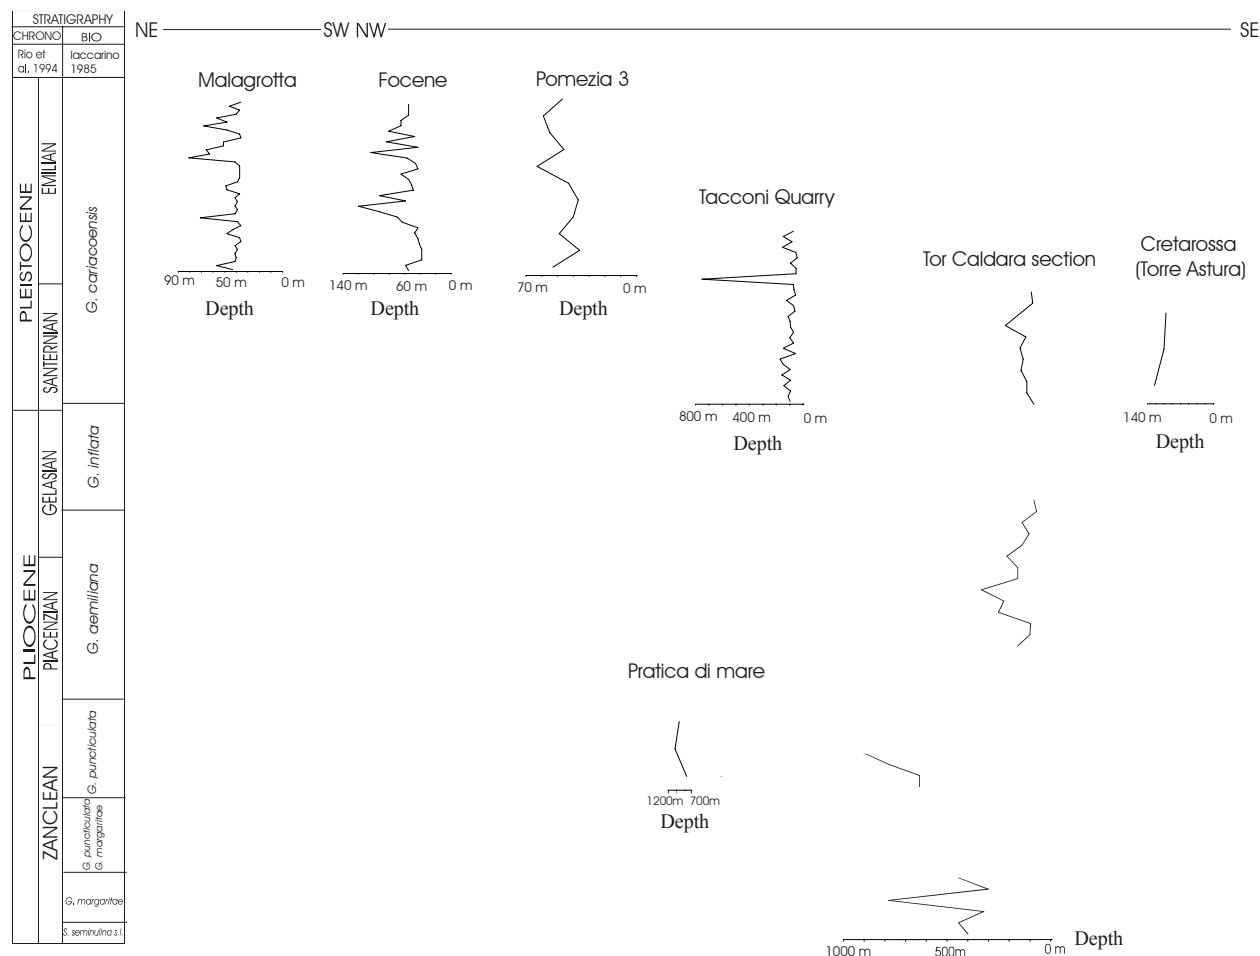 STRATIGRAPHY
CHRONO BIO
Rio et al. 1994
Iaccarino 1985
NE SW NW SE
PLEISTOCENE
PLIOCENE
EMILIAN
SANTERNIAN
GELASIAN
PIACENZIAN
ZANCLEAN
G. cariacoensis
G. inflata
G. aemiliana
G. puncticulata
G. puncticulata
G. margaritae
G. margaritae
S. seminulina s.l.
Malagrotta
90 m 50 m 0 m
Depth
Focene
140 m 60 m 0 m
Depth
Pomezia 3
70 m 0 m
Depth
Tacconi Quarry
800 m 400 m 0 m
Depth
Tor Caldara section
Cretarossa
(Torre Astura)
140 m 0 m
Depth
Pratica di mare
1200m 700m
Depth
1000 m 500m 0 m Depth